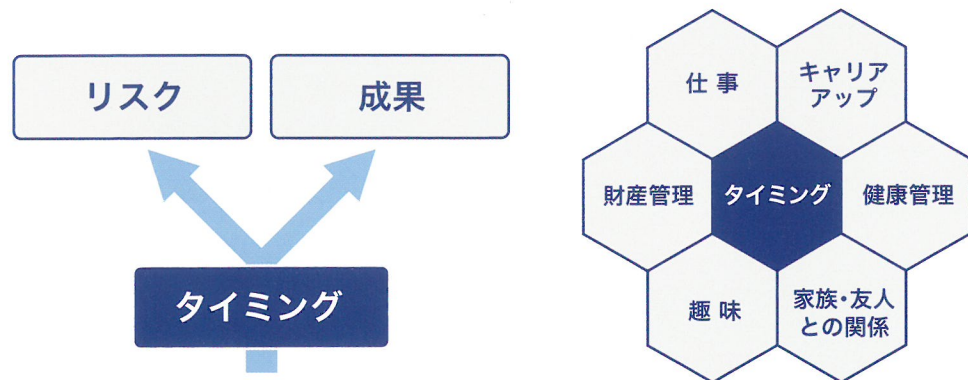 リスク
成果
タイミング
仕事
キャリア
アップ
財産管理
タイミング
健康管理
趣味
家族・友人
との関係